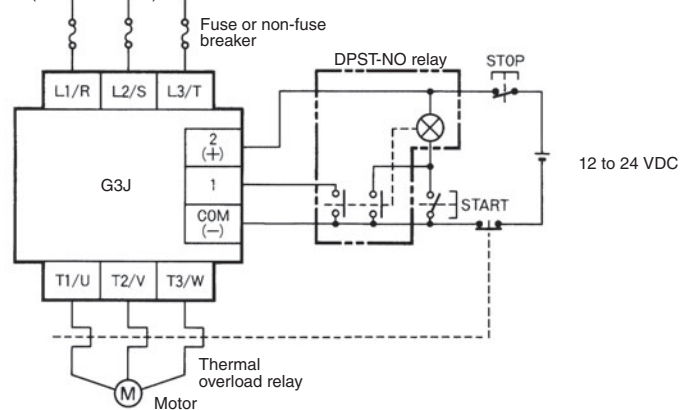 Fuse or non-fuse
breaker
L1/R L2/S L3/T
DPST-NO relay
STOP
2
(+)
12 to 24 VDC
G3J
1
START
COM
(−)
T1/U T2/V T3/W
Thermal
overload relay
M
Motor